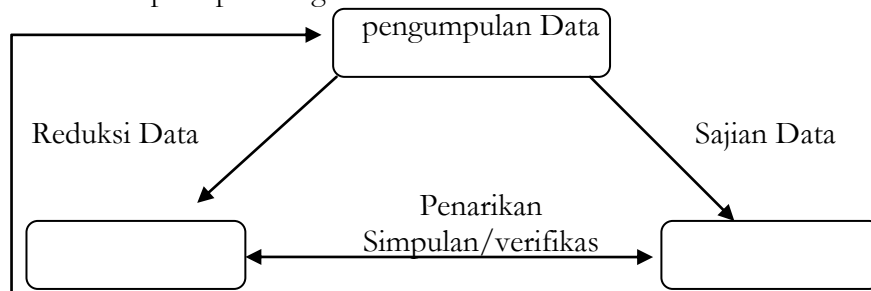 pengumpulan Data
Reduksi Data
Sajian Data
Penarikan
Simpulan/verifikas